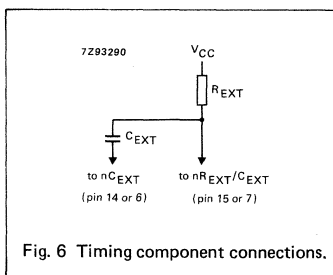 7Z93290
VCC
REXT
CEXT
to nCEXT
to nREXT/CEXT
(pin 14 or 6)
(pin 15 or 7)
Fig. 6 Timing component connections.